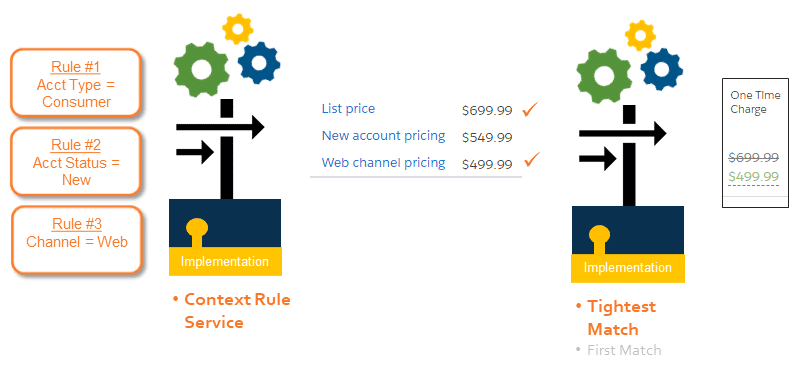 Rule #1
Acct Type =
Consumer
Rule #2
Acct Status =
New
Rule #3
Channel = Web
Implementation
• Context Rule
Service
List price $699.99 ✓
New account pricing $549.99
Web channel pricing $499.99 ✓
Implementation
• Tightest
Match
• First Match
One TIme
Charge
$699.99
$499.99